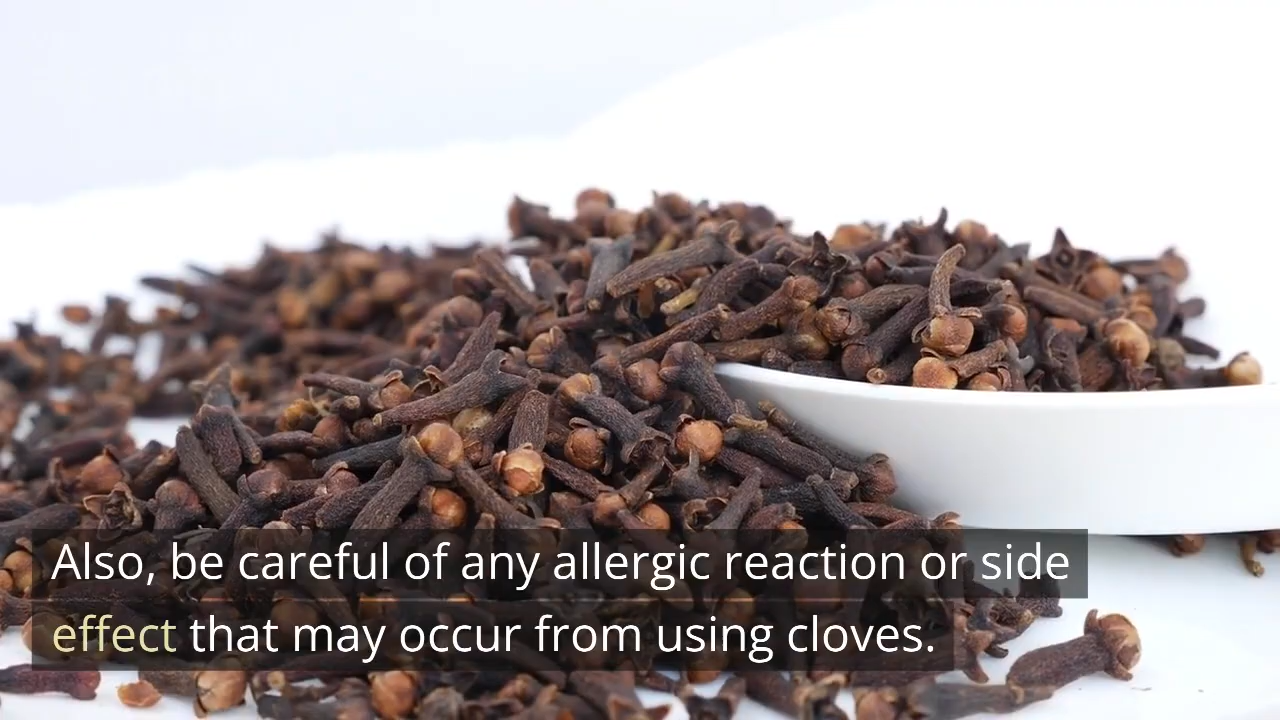 Also, be careful of any allergic reaction or side
effect that may occur from using cloves.